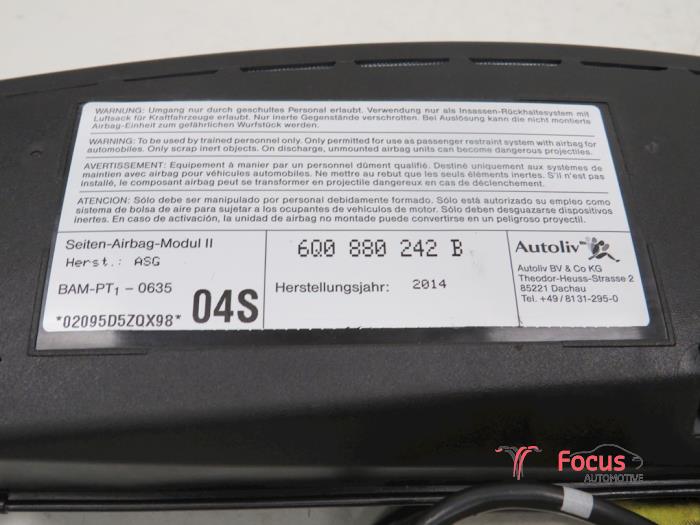 WARNUNG: Umgang nur durch geschultes Personal erlaubt. Verwendung nur als Insassen-Rückhaltesystem mit
Luftsack für Kraftfahrzeuge erlaubt. Nur inerte Gegenstände verschrotten. Bei Auslösung kann die nicht montierte
Airbag-Einheit zum gefährlichen Wurfstück werden.
WARNING: To be used by trained personnel only. Only permitted for use as passenger restraint system with airbag for
automobiles. Only scrap inert objects. On discharge, unmounted airbag units can become dangerous projectiles.
AVERTISSEMENT: Equipement à manier par un personnel dûment qualifié. Destiné uniquement aux systèmes de
maintien avec airbag pour véhicules automobiles. Ne mettre au rebut que les seuls éléments inertes. S'il n'est pas
installé, le composant airbag peut se transformer en projectile dangereux en cas de déclenchement.
ATENCION: Sólo debe ser manipulado por personal debidamente formado. Sólo está autorizado su empleo como
sistema de bolsa de aire para sujetar a los ocupantes de vehículos de motor. Sólo deben desguazarse dispositivos
inertes. En caso de activación, la unidad de airbag no montada puede convertirse en un peligroso proyectil.
Seiten-Airbag-Modul II
Herst.: ASG
BAM-PT1 - 0635
*02095D5ZQX98*
04S
6Q0 880 242 B
Herstellungsjahr: 2014
Autoliv
Autoliv BV & Co KG
Theodor-Heuss-Strasse 2
85221 Dachau
Tel. +49/8131-295-0
Focus
AUTOMOTIVE